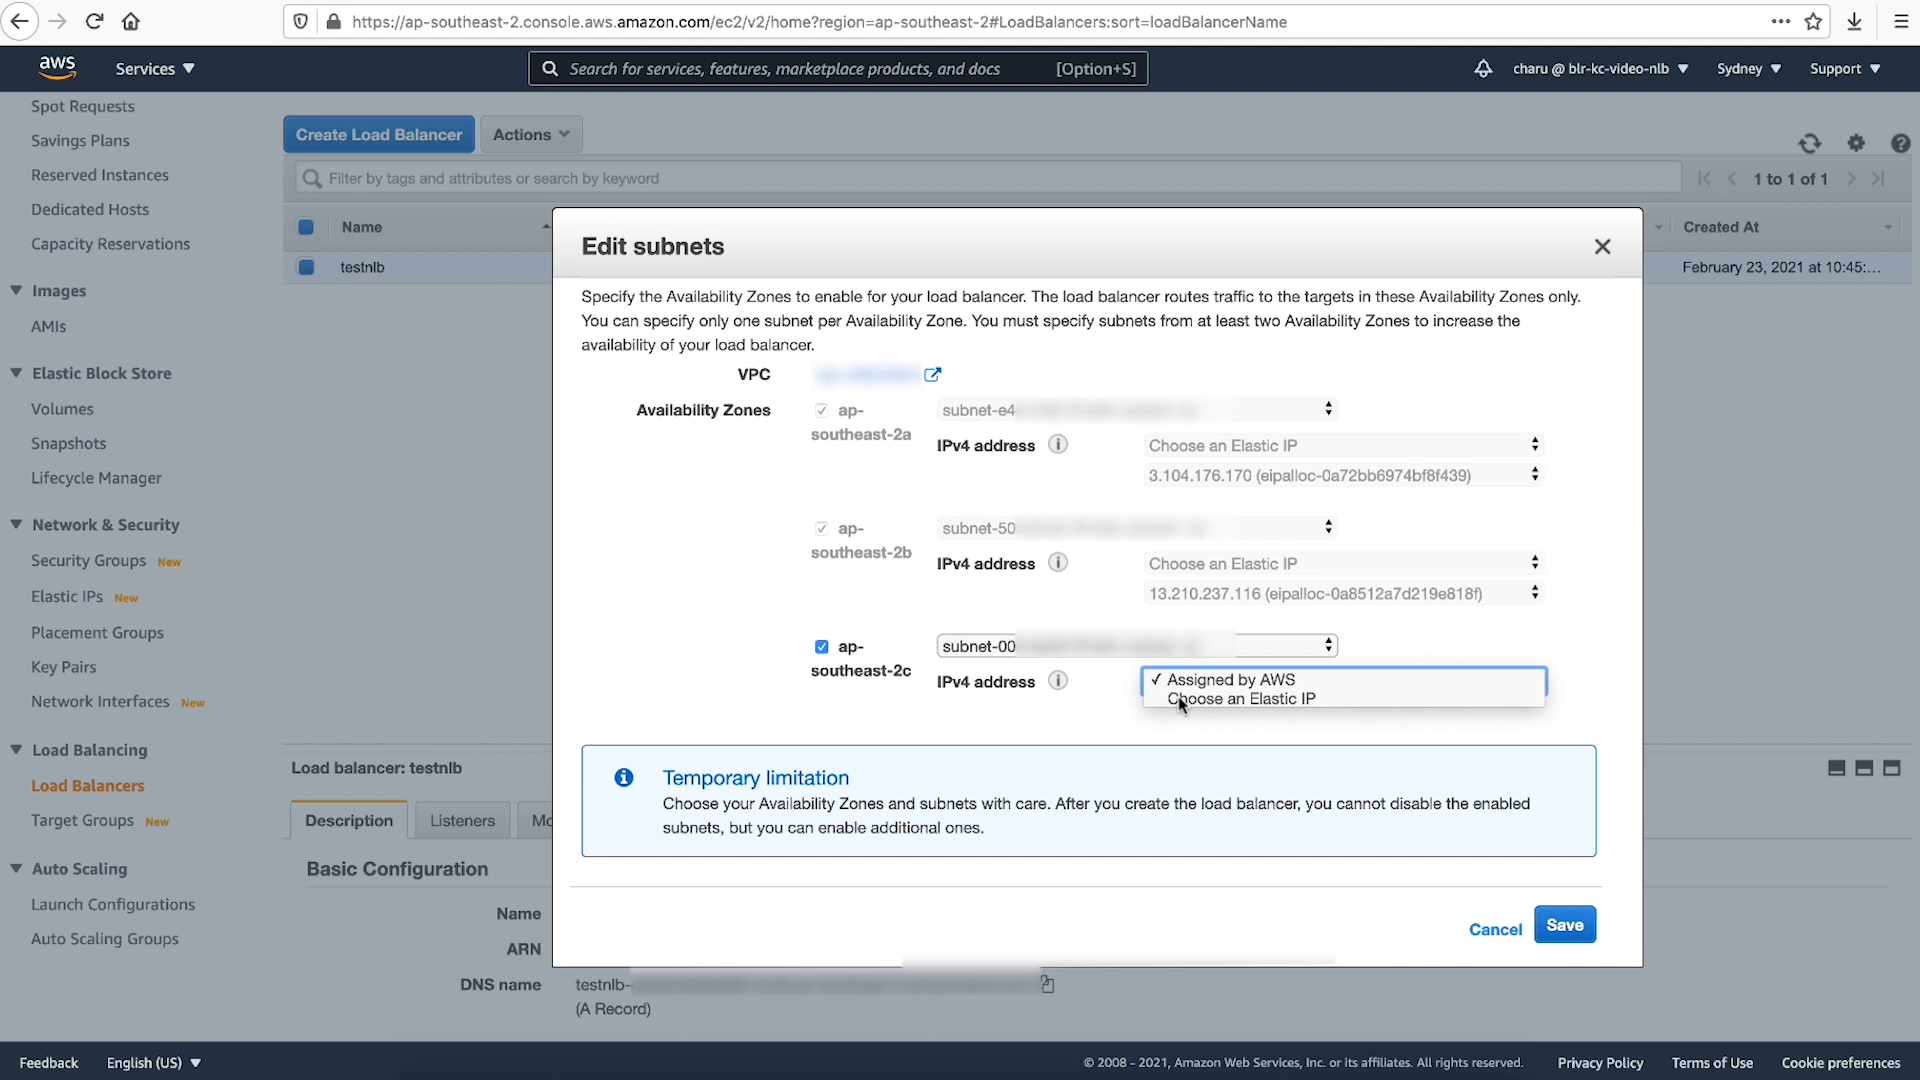 https://ap-southeast-2.console.aws.amazon.com/ec2/v2/home?region=ap-southeast-2#LoadBalancers:sort=loadBalancerName
aws
Services
Search for services, features, marketplace products, and docs
[Option+S]
charu @ blr-kc-video-nlb
Sydney
Support
Spot Requests
Savings Plans
Reserved Instances
Dedicated Hosts
Capacity Reservations
Images
AMIs
Elastic Block Store
Volumes
Snapshots
Lifecycle Manager
Network & Security
Security Groups New
Elastic IPs New
Placement Groups
Key Pairs
Network Interfaces New
Load Balancing
Load Balancers
Target Groups New
Auto Scaling
Launch Configurations
Auto Scaling Groups
Create Load Balancer
Actions
Filter by tags and attributes or search by keyword
1 to 1 of 1
Name
Created At
testnlb
February 23, 2021 at 10:45:...
Edit subnets
Specify the Availability Zones to enable for your load balancer. The load balancer routes traffic to the targets in these Availability Zones only.
You can specify only one subnet per Availability Zone. You must specify subnets from at least two Availability Zones to increase the
availability of your load balancer.
VPC
Availability Zones
ap-
southeast-2a
subnet-e4
IPv4 address
Choose an Elastic IP
3.104.176.170 (eipalloc-0a72bb6974bf8f439)
ap-
southeast-2b
subnet-50
IPv4 address
Choose an Elastic IP
13.210.237.116 (eipalloc-0a8512a7d219e818f)
ap-
southeast-2c
subnet-00
IPv4 address
✓ Assigned by AWS
Choose an Elastic IP
Temporary limitation
Choose your Availability Zones and subnets with care. After you create the load balancer, you cannot disable the enabled
subnets, but you can enable additional ones.
Cancel
Save
Load balancer: testnlb
Description
Listeners
Mo
Basic Configuration
Name
ARN
DNS name
testnlb-
(A Record)
Feedback
English (US)
© 2008 - 2021, Amazon Web Services, Inc. or its affiliates. All rights reserved.
Privacy Policy
Terms of Use
Cookie preferences